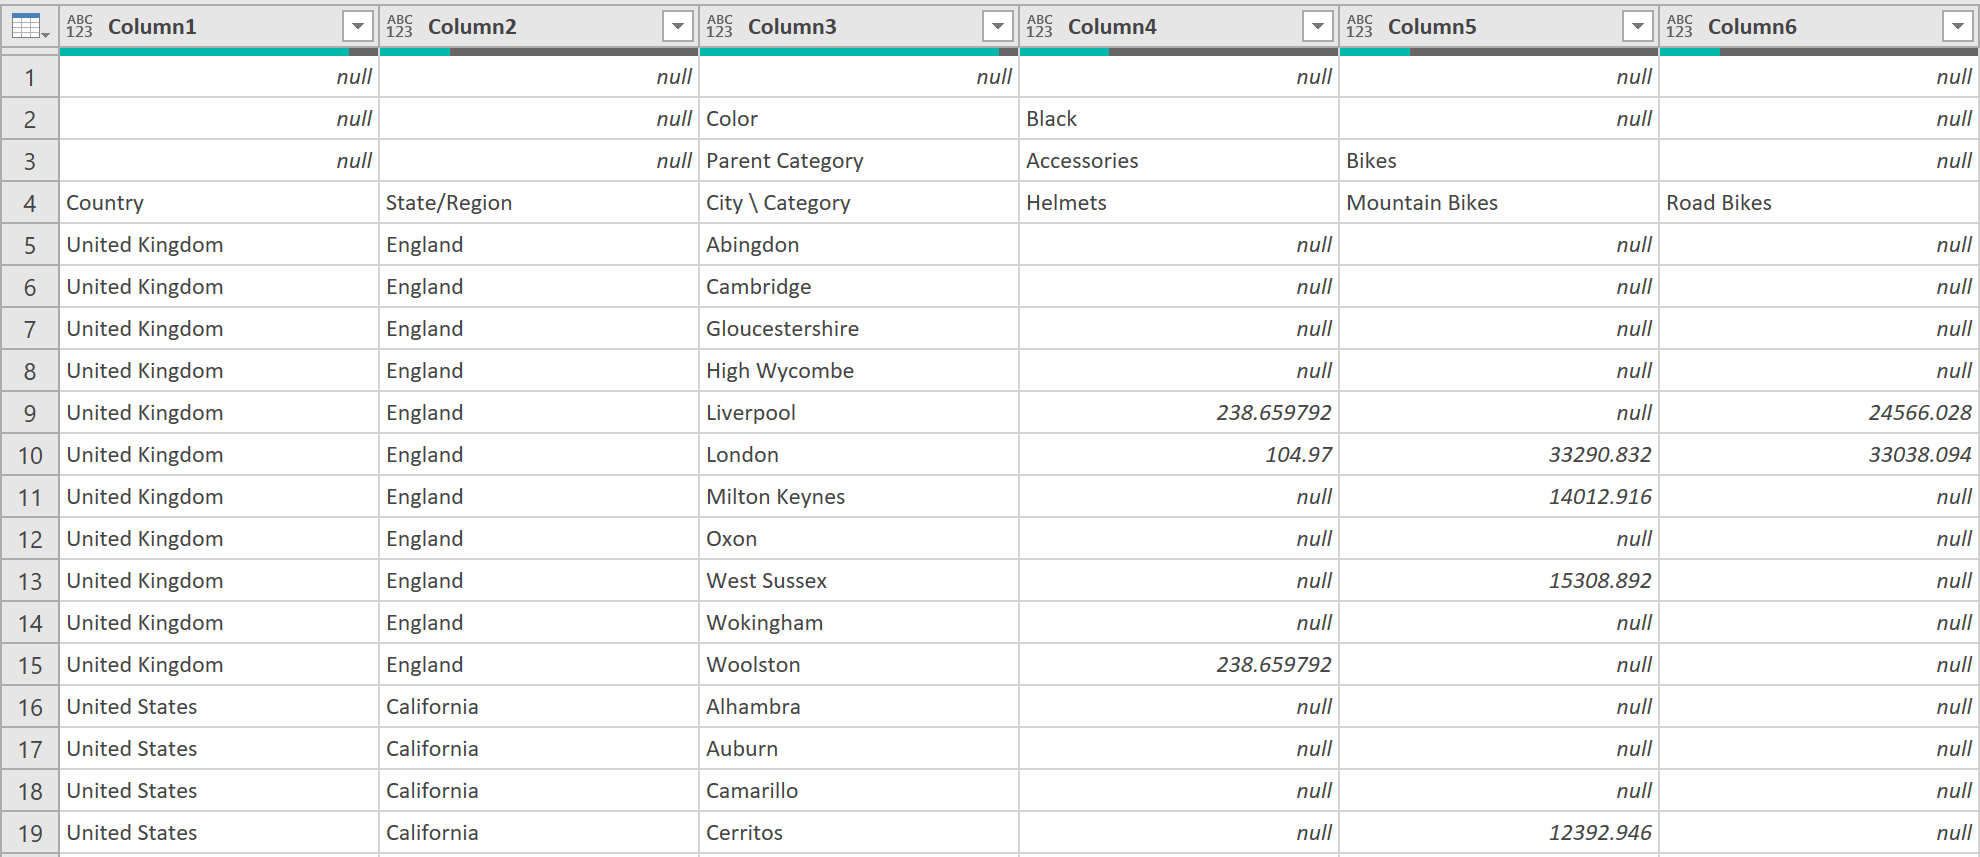 ABC 123 Column1 ABC 123 Column2 ABC 123 Column3 ABC 123 Column4 ABC 123 Column5 ABC 123 Column6
1 null null null null null null
2 null null Color Black null null
3 null null Parent Category Accessories Bikes null
4 Country State/Region City \ Category Helmets Mountain Bikes Road Bikes
5 United Kingdom England Abingdon null null null
6 United Kingdom England Cambridge null null null
7 United Kingdom England Gloucestershire null null null
8 United Kingdom England High Wycombe null null null
9 United Kingdom England Liverpool 238.659792 null 24566.028
10 United Kingdom England London 104.97 33290.832 33038.094
11 United Kingdom England Milton Keynes null 14012.916 null
12 United Kingdom England Oxon null null null
13 United Kingdom England West Sussex null 15308.892 null
14 United Kingdom England Wokingham null null null
15 United Kingdom England Woolston 238.659792 null null
16 United States California Alhambra null null null
17 United States California Auburn null null null
18 United States California Camarillo null null null
19 United States California Cerritos null 12392.946 null